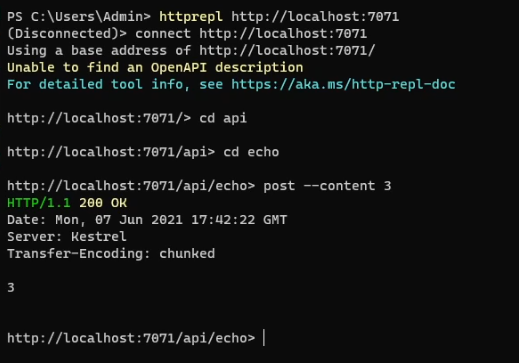 PS C:\Users\Admin> httprepl http://localhost:7071
(Disconnected)> connect http://localhost:7071
Using a base address of http://localhost:7071/
Unable to find an OpenAPI description
For detailed tool info, see https://aka.ms/http-repl-doc
http://localhost:7071/> cd api
http://localhost:7071/api> cd echo
http://localhost:7071/api/echo> post --content 3
HTTP/1.1 200 OK
Date: Mon, 07 Jun 2021 17:42:22 GMT
Server: Kestrel
Transfer-Encoding: chunked
3
http://localhost:7071/api/echo>